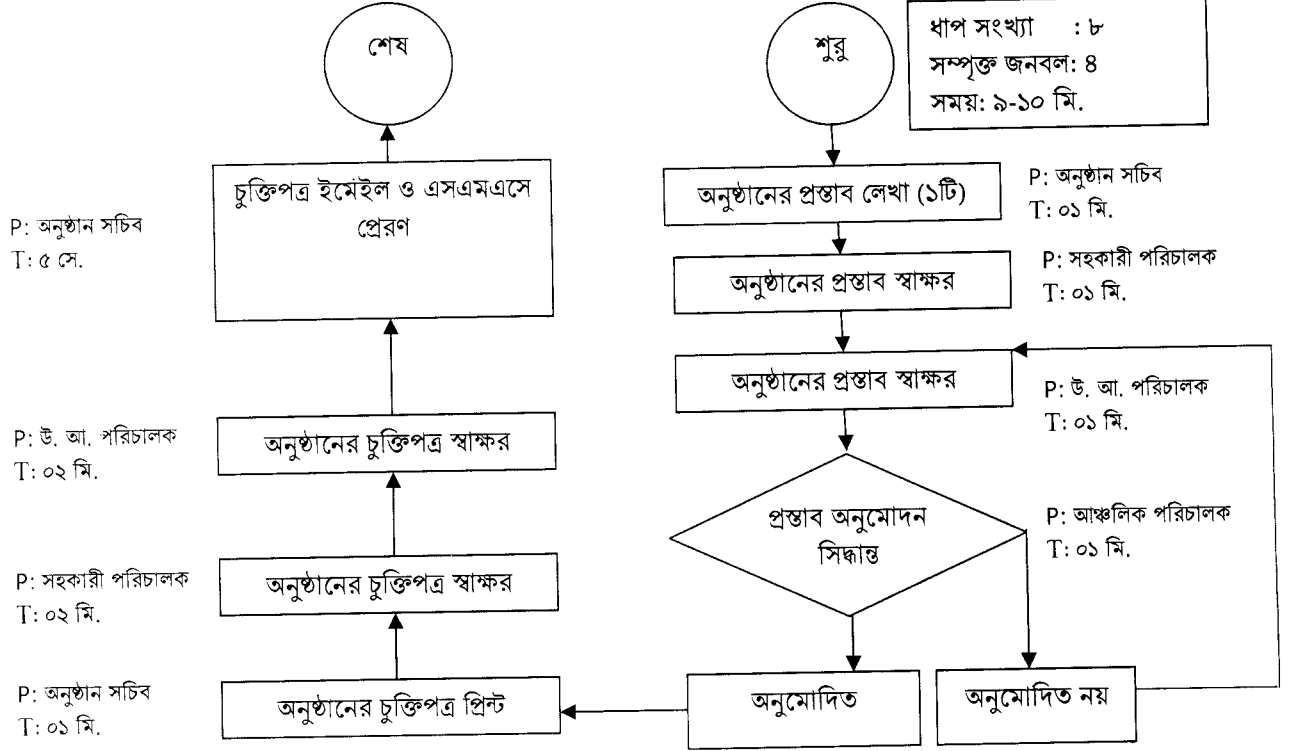 শুরু
ধাপ সংখ্যা : ৮
সম্পৃক্ত জনবল: 4
সময়: ৯-১০ মি.
অনুষ্ঠানের প্রস্তাব লেখা (১টি)
P: অনুষ্ঠান সচিব
T: ০১ মি.
অনুষ্ঠানের প্রস্তাব স্বাক্ষর
P: সহকারী পরিচালক
T: ০১ মি.
অনুষ্ঠানের প্রস্তাব স্বাক্ষর
P: উ. আ. পরিচালক
T: ০১ মি.
প্রস্তাব অনুমোদন
সিদ্ধান্ত
P: আঞ্চলিক পরিচালক
T: ০১ মি.
অনুমোদিত
অনুমোদিত নয়
অনুষ্ঠানের চুক্তিপত্র প্রিন্ট
P: অনুষ্ঠান সচিব
T: ০১ মি.
অনুষ্ঠানের চুক্তিপত্র স্বাক্ষর
P: সহকারী পরিচালক
T: ০২ মি.
অনুষ্ঠানের চুক্তিপত্র স্বাক্ষর
P: উ. আ. পরিচালক
T: ০২ মি.
চুক্তিপত্র ইমেইল ও এসএমএসে
প্রেরণ
P: অনুষ্ঠান সচিব
T: ৫ সে.
শেষ